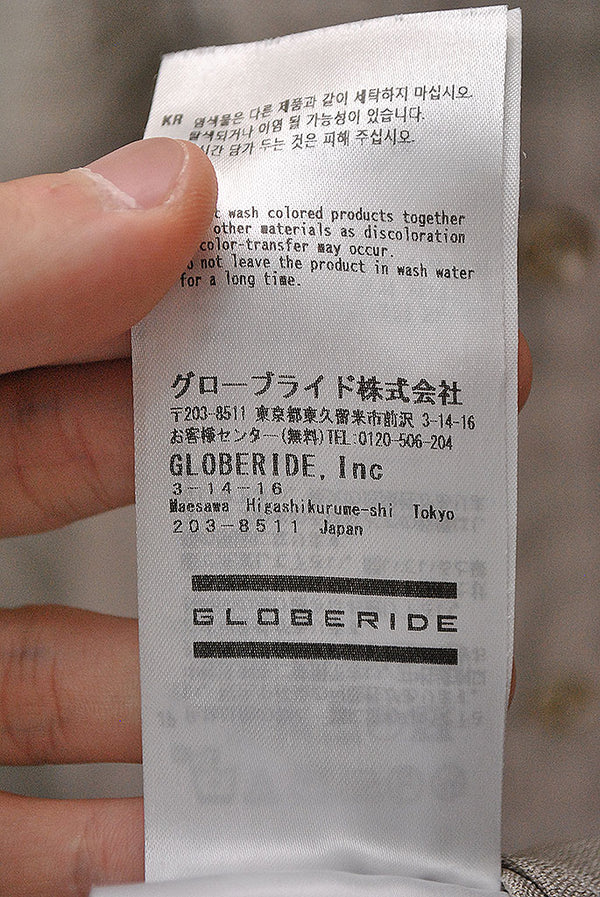 KR 염색물은 다른 제품과 같이 세탁하지 마십시오.
탈색되거나 이염 될 가능성이 있습니다.
시간 담가 두는 것은 피해 주십시오.
t wash colored products together
other materials as discoloration
color-transfer may occur.
not leave the product in wash water
for a long time.
グローブライド株式会社
〒203-8511 東京都東久留米市前沢 3-14-16
お客様センター(無料)TEL:0120-506-204
GLOBERIDE, Inc
3-14-16
Maesawa Higashikurume-shi Tokyo
203-8511 Japan
GLOBERIDE